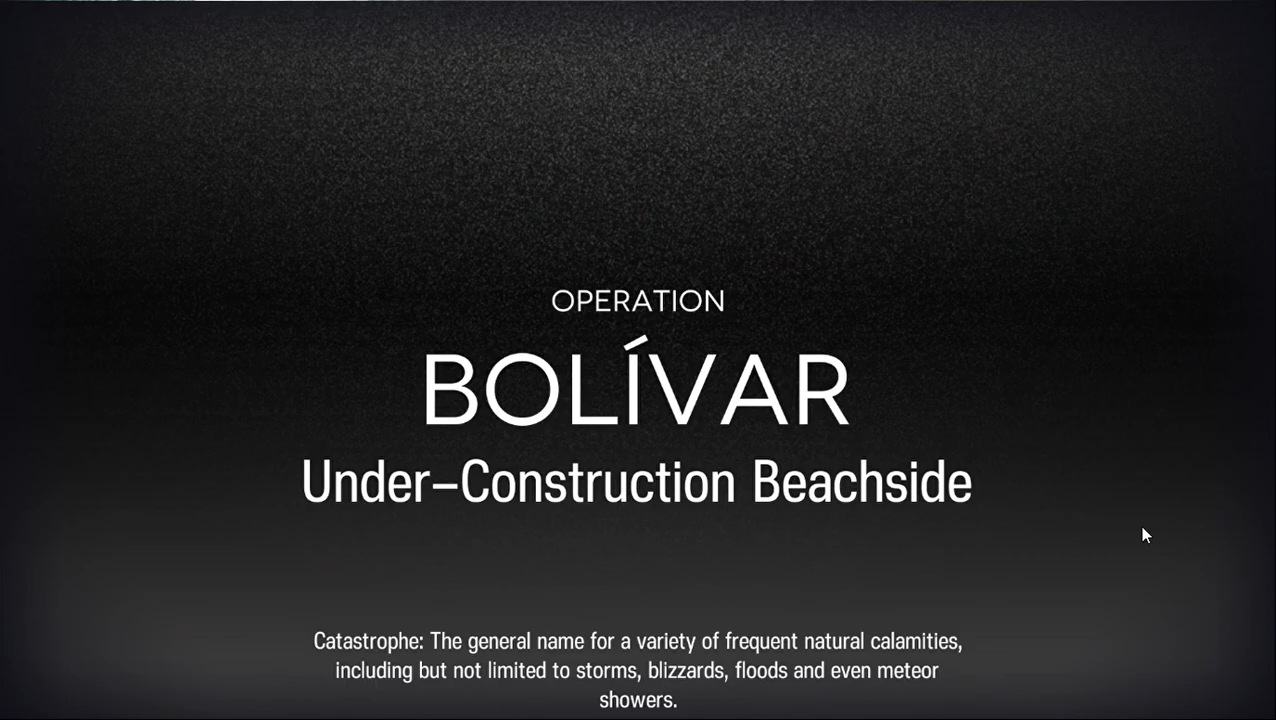 OPERATION
BOLÍVAR
Under-Construction Beachside
Catastrophe: The general name for a variety of frequent natural calamities,
including but not limited to storms, blizzards, floods and even meteor
showers.